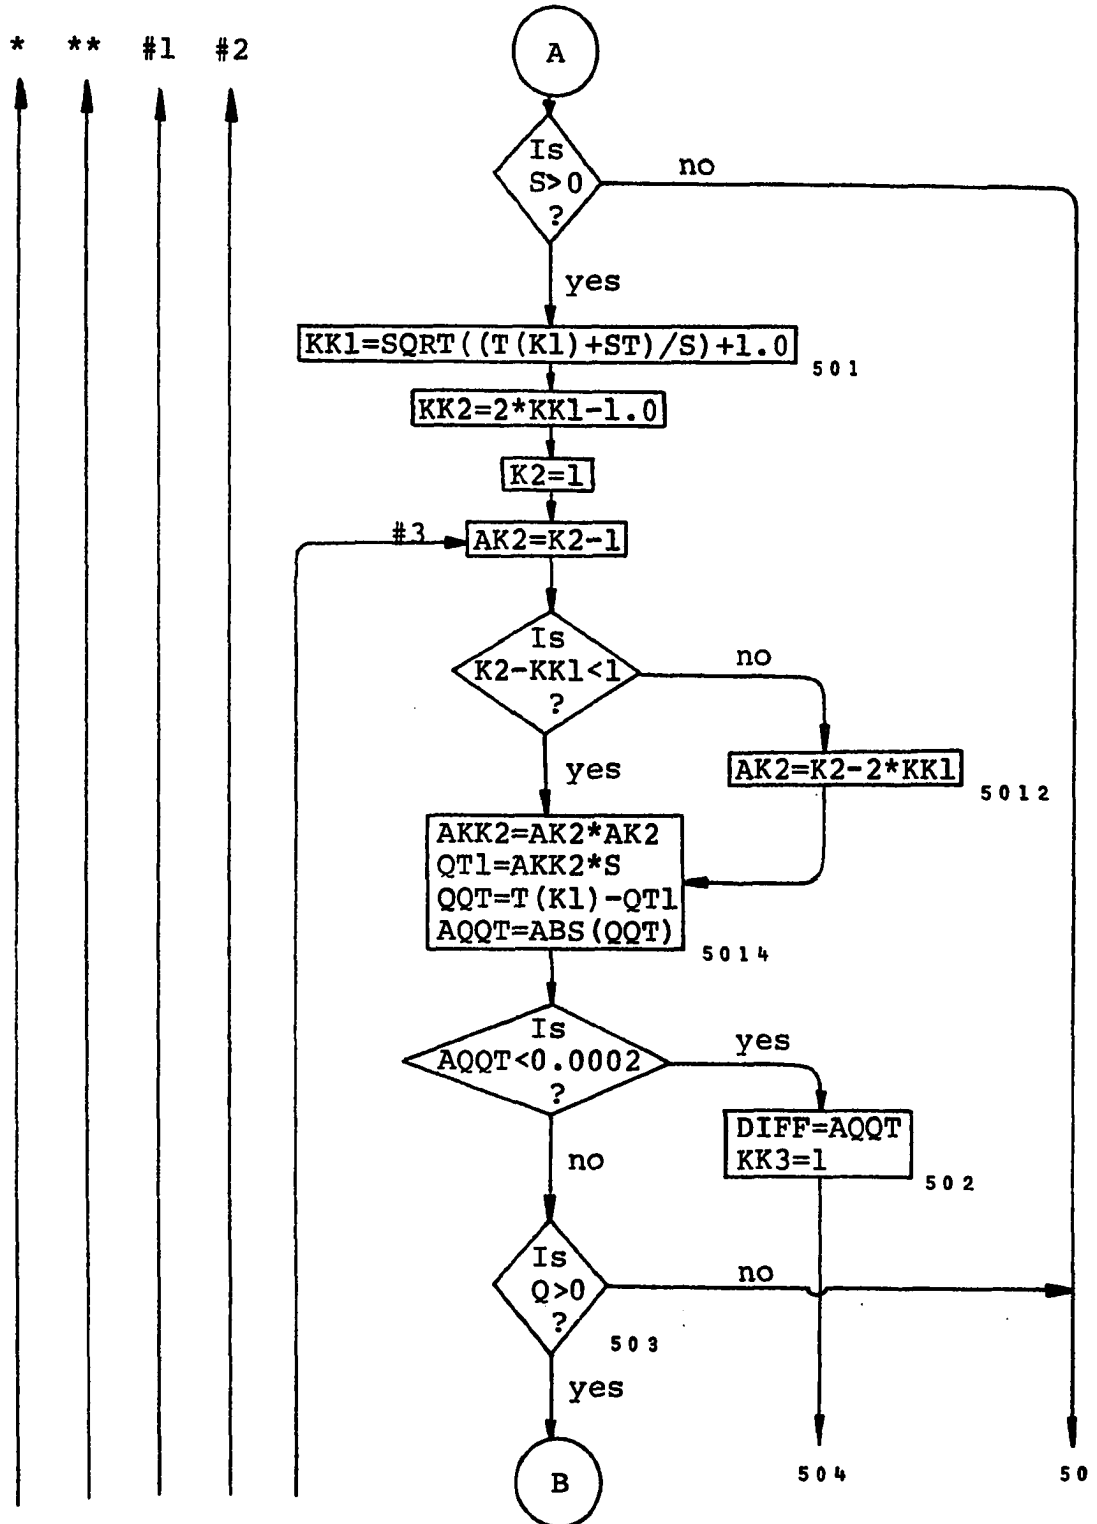 * ** #1 #2
A
Is
S>0
?
no
yes
KK1=SQRT((T(K1)+ST)/S)+1.0
501
KK2=2*KK1-1.0
K2=1
#3
AK2=K2-1
Is
K2-KK1<1
?
no
yes
AK2=K2-2*KK1
5012
AKK2=AK2*AK2
QT1=AKK2*S
QQT=T(K1)-QT1
AQQT=ABS(QQT)
5014
Is
AQQT<0.0002
?
yes
no
DIFF=AQQT
KK3=1
502
Is
Q>0
?
no
503
yes
B
504
50